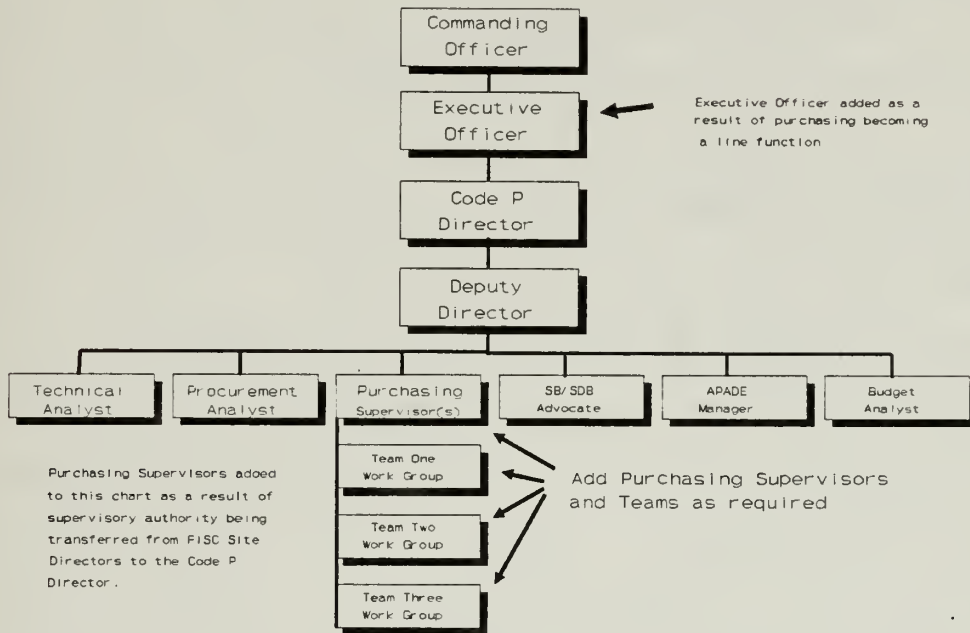 Commanding
Officer
Executive
Officer
Executive Officer added as a
result of purchasing becoming
a line function
Code P
Director
Deputy
Director
Technical
Analyst
Procurement
Analyst
Purchasing
Supervisor(s)
SB/SDB
Advocate
APADE
Manager
Budget
Analyst
Team One
Work Group
Team Two
Work Group
Team Three
Work Group
Purchasing Supervisors added
to this chart as a result of
supervisory authority being
transferred from FISC Site
Directors to the Code P
Director.
Add Purchasing Supervisors
and Teams as required